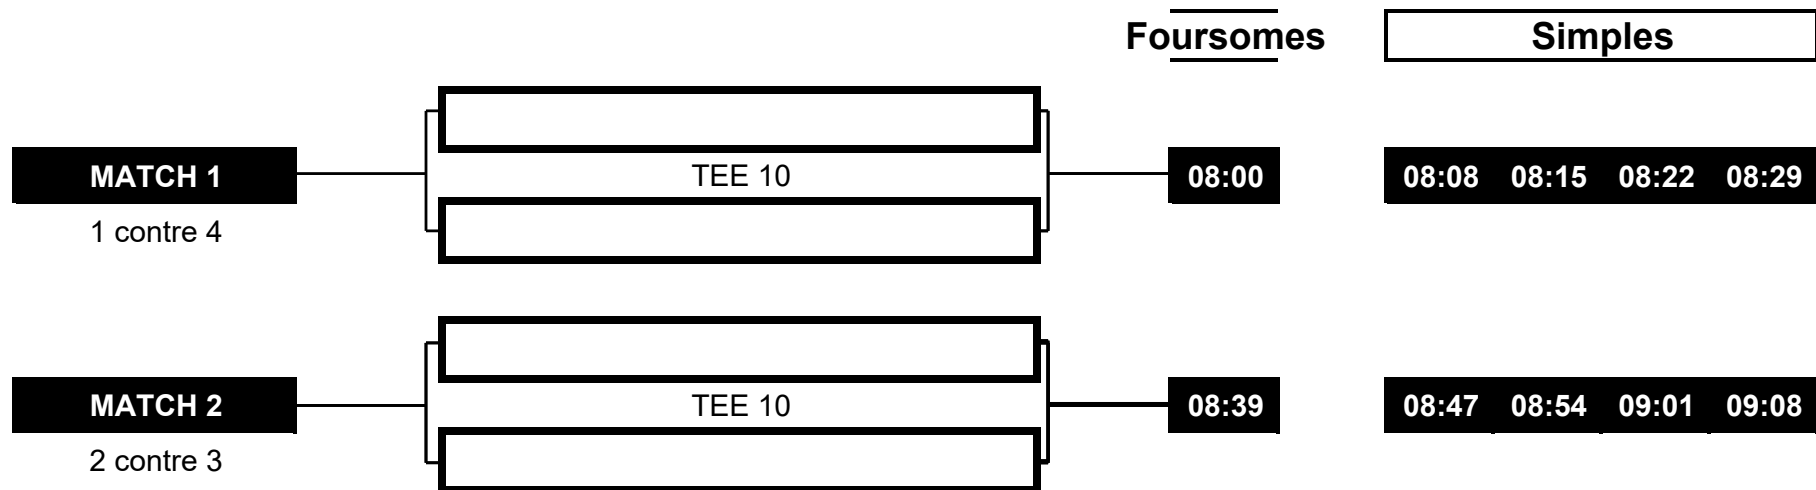 Foursomes Simples
MATCH 1 TEE 10 08:00 08:08 08:15 08:22 08:29
1 contre 4
MATCH 2 TEE 10 08:39 08:47 08:54 09:01 09:08
2 contre 3